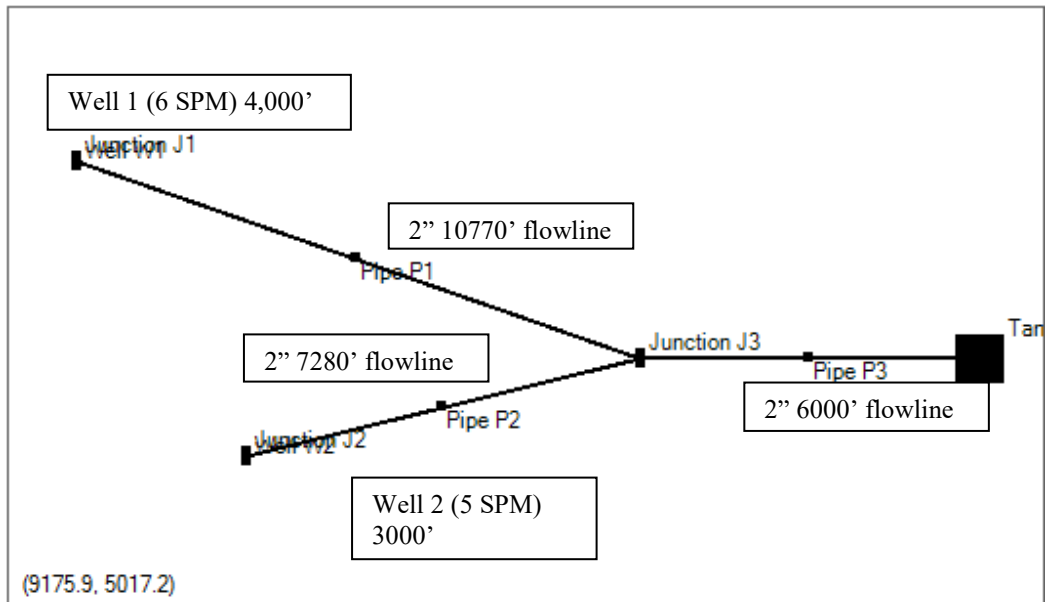 Well 1 (6 SPM) 4,000’
Junction J1
2” 10770’ flowline
Pipe P1
Junction J3
Tan
2” 7280’ flowline
Pipe P3
2” 6000’ flowline
Pipe P2
Junction J2
Well 2 (5 SPM)
3000’
(9175.9, 5017.2)